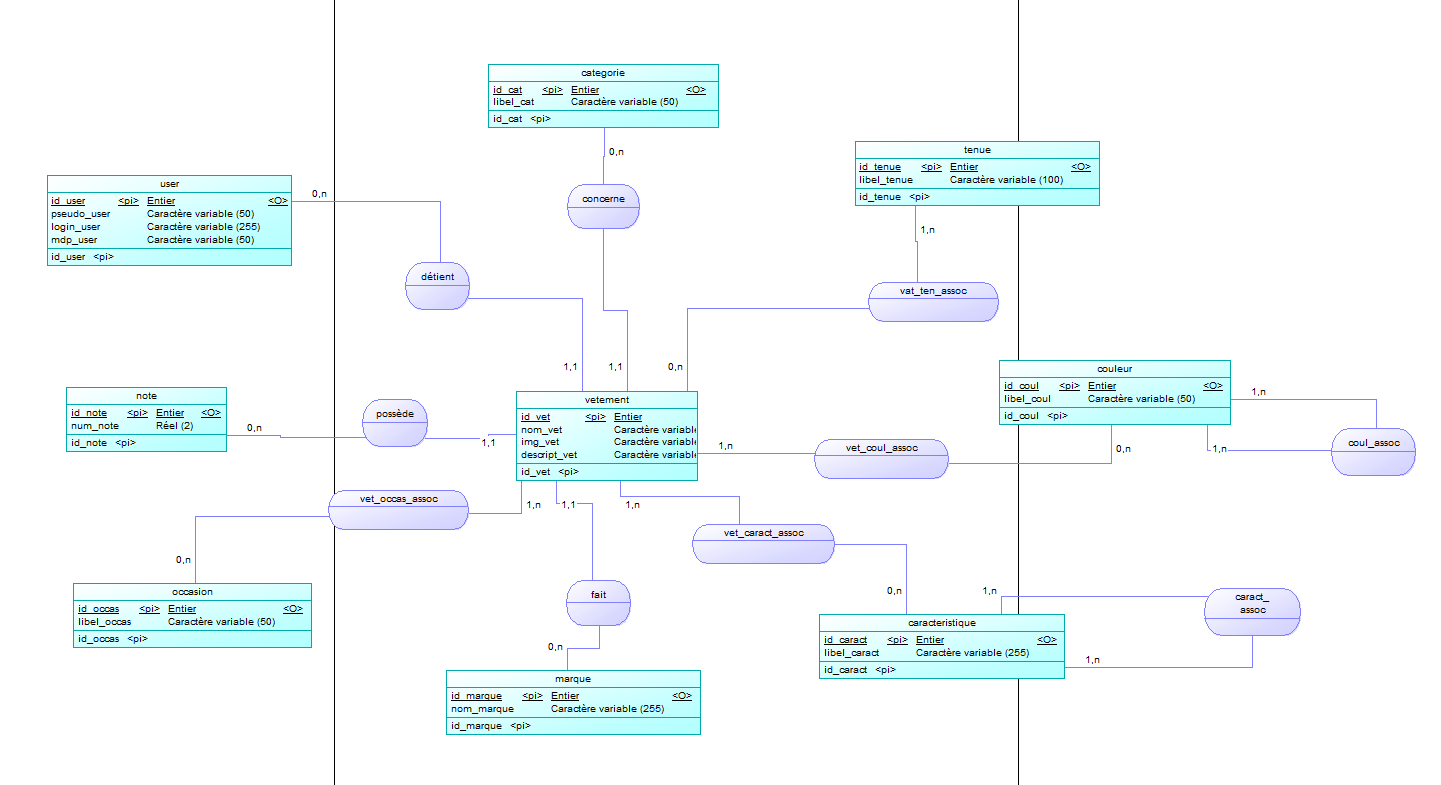 categorie
id_cat <pi> Entier <O>
libel_cat Caractère variable (50)
id_cat <pi>
0,n
concerne
tenue
id_tenue <pi> Entier <O>
libel_tenue Caractère variable (100)
id_tenue <pi>
1,n
vat_ten_assoc
0,n
user
id_user <pi> Entier <O>
pseudo_user Caractère variable (50)
login_user Caractère variable (255)
mdp_user Caractère variable (50)
id_user <pi>
0,n
détient
1,1
1,1
note
id_note <pi> Entier <O>
num_note Réel (2)
id_note <pi>
0,n
possède
1,1
vetement
id_vet <pi> Entier
nom_vet Caractère variable
img_vet Caractère variable
descript_vet Caractère variable
id_vet <pi>
1,n
vet_coul_assoc
0,n
couleur
id_coul <pi> Entier <O>
libel_coul Caractère variable (50)
id_coul <pi>
1,n
1,n
coul_assoc
vet_occas_assoc
1,n
0,n
occasion
id_occas <pi> Entier <O>
libel_occas Caractère variable (50)
id_occas <pi>
1,1
fait
0,n
marque
id_marque <pi> Entier <O>
nom_marque Caractère variable (255)
id_marque <pi>
1,n
vet_caract_assoc
0,n
caracteristique
id_caract <pi> Entier <O>
libel_caract Caractère variable (255)
id_caract <pi>
1,n
1,n
caract_
assoc